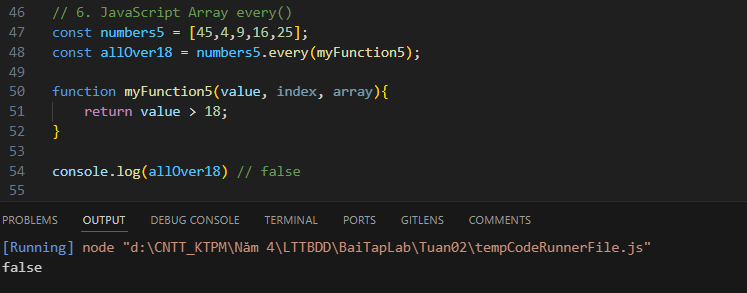 46 // 6. JavaScript Array every()
47 const numbers5 = [45,4,9,16,25];
48 const allOver18 = numbers5.every(myFunction5);
49
50 function myFunction5(value, index, array){
51     return value > 18;
52 }
53
54 console.log(allOver18) // false
55
PROBLEMS OUTPUT DEBUG CONSOLE TERMINAL PORTS GITLENS COMMENTS
[Running] node "d:\CNTT_KTPM\Năm 4\LTTBDD\BaiTapLab\Tuan02\tempCodeRunnerFile.js"
false